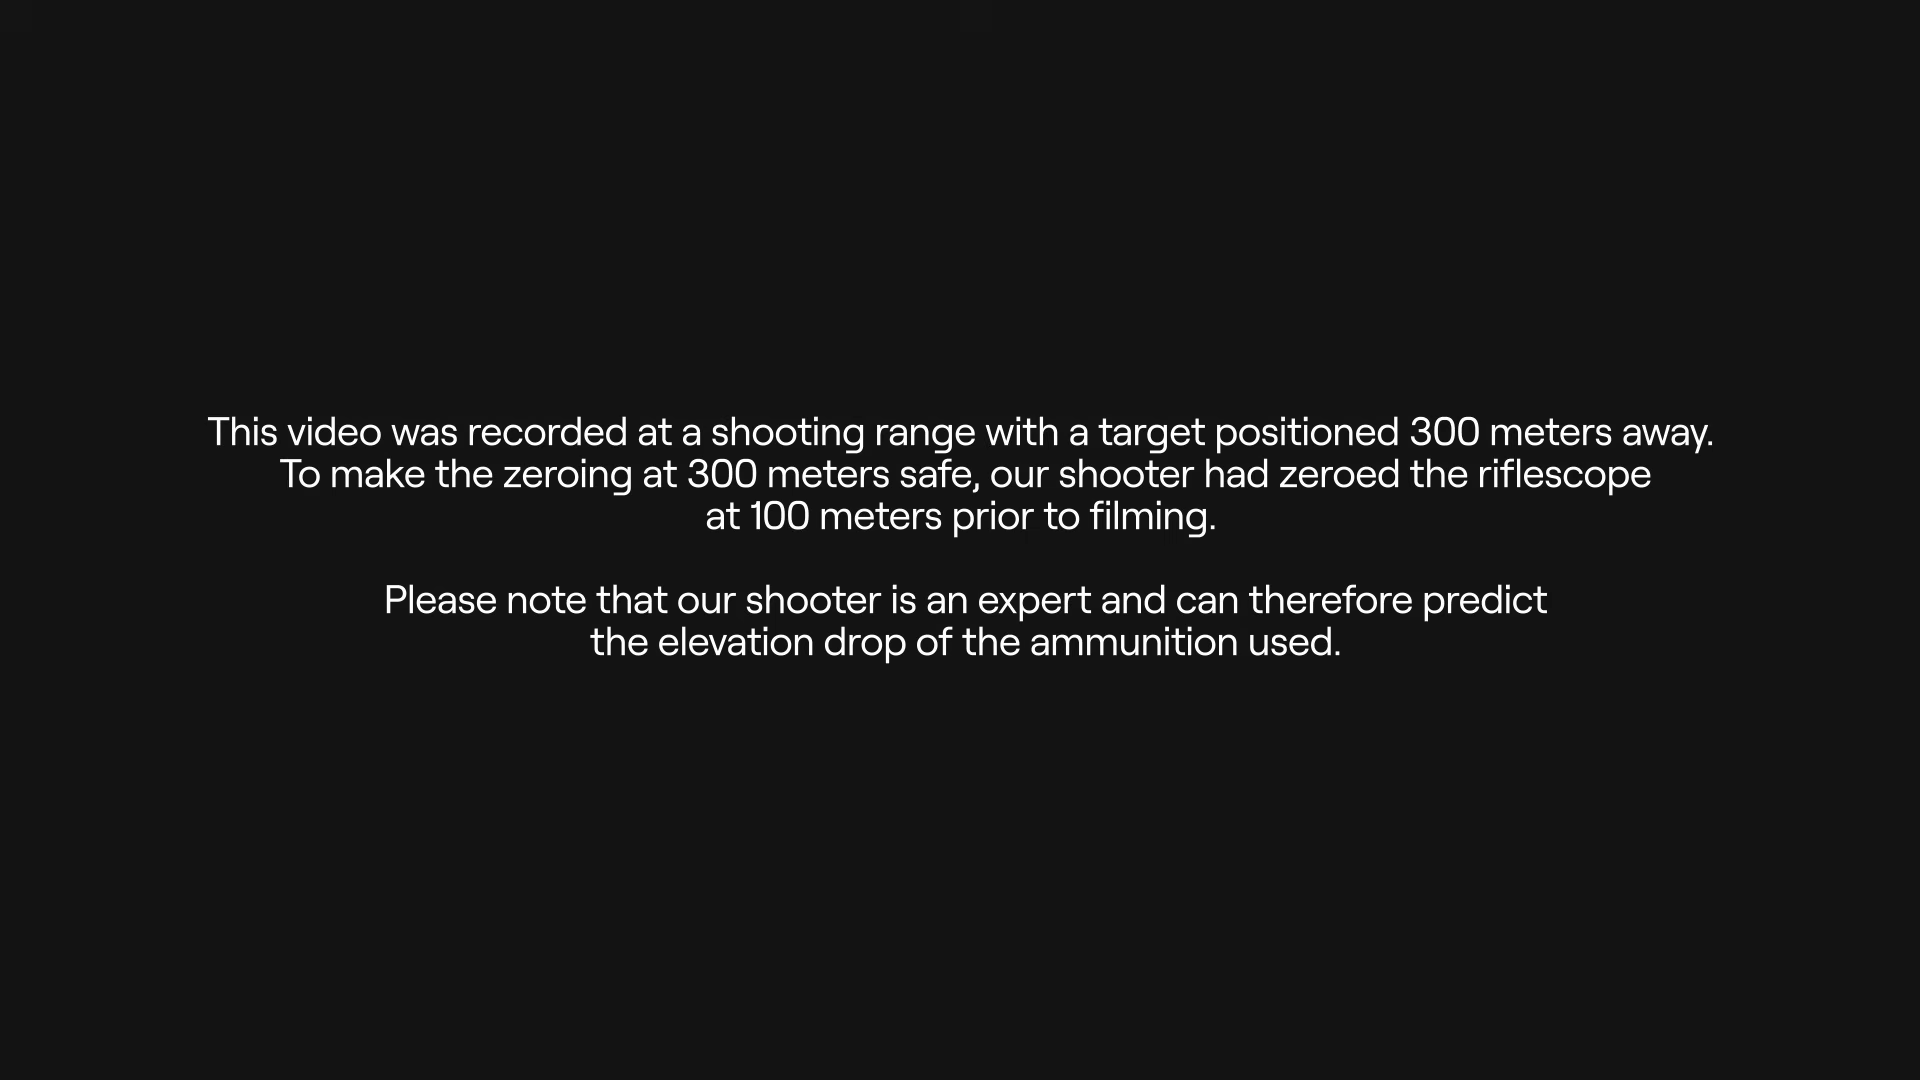 This video was recorded at a shooting range with a target positioned 300 meters away.
To make the zeroing at 300 meters safe, our shooter had zeroed the riflescope
at 100 meters prior to filming.
Please note that our shooter is an expert and can therefore predict
the elevation drop of the ammunition used.